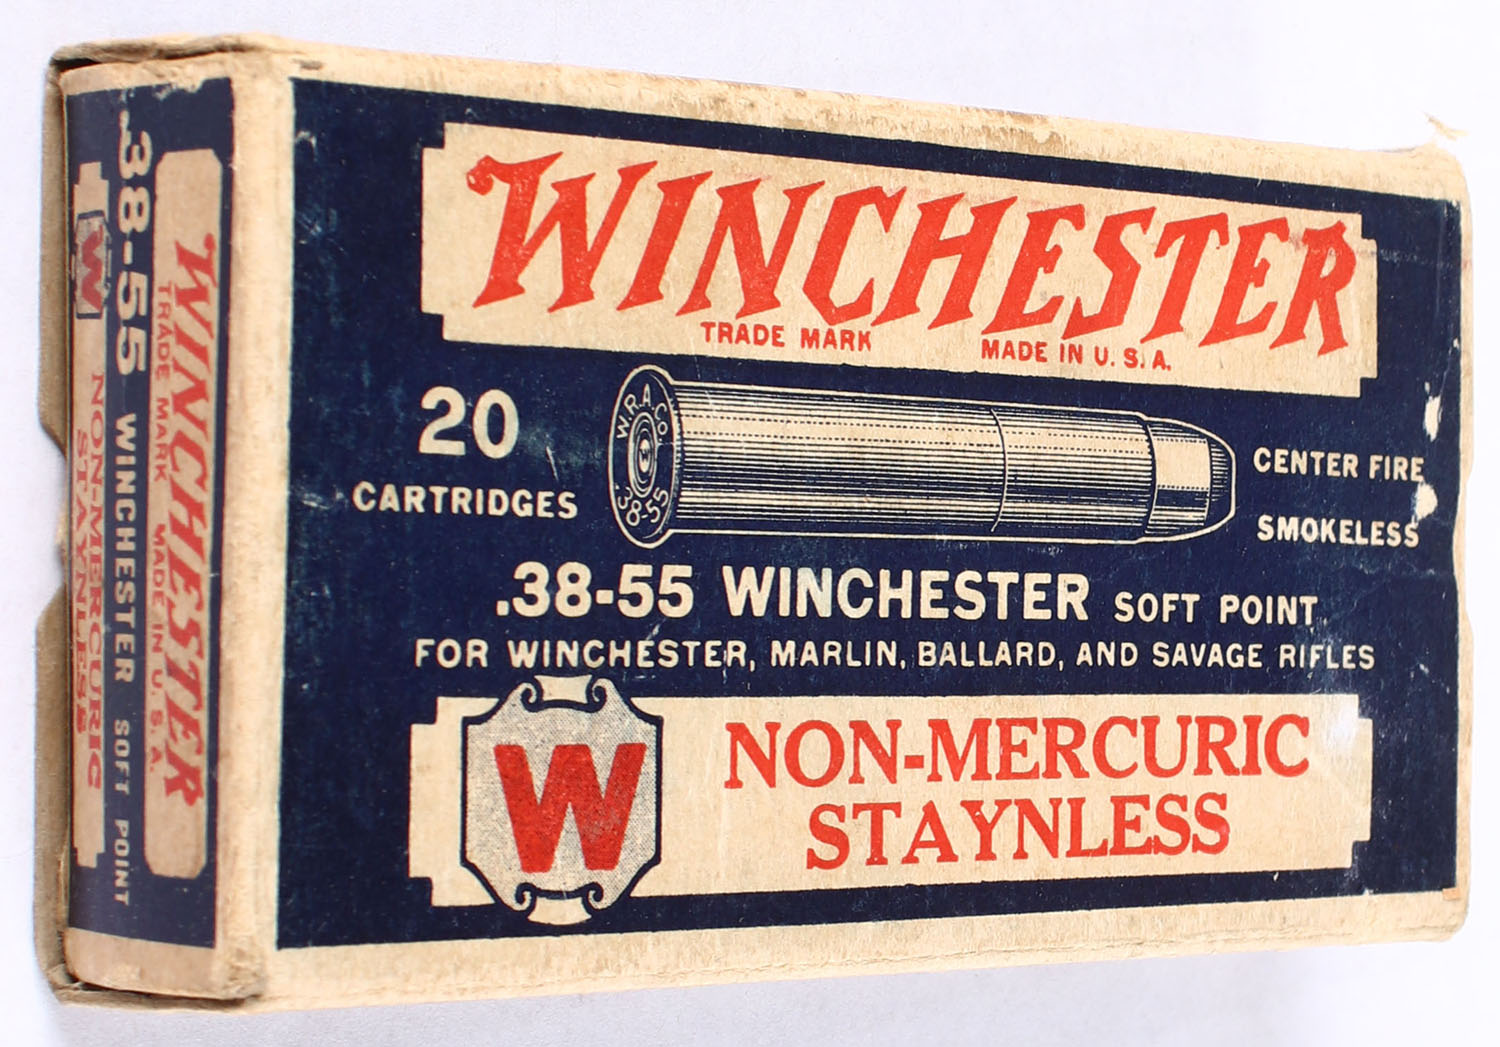 WINCHESTER
TRADE MARK MADE IN U.S.A.
20
CARTRIDGES
W.R.A.Co.
W
.38-55
CENTER FIRE
SMOKELESS
.38-55 WINCHESTER SOFT POINT
FOR WINCHESTER, MARLIN, BALLARD, AND SAVAGE RIFLES
W
NON-MERCURIC
STAYNLESS
WINCHESTER
TRADE MARK MADE IN U.S.A.
.38-55 WINCHESTER SOFT POINT
W
NON-MERCURIC
STAYNLESS